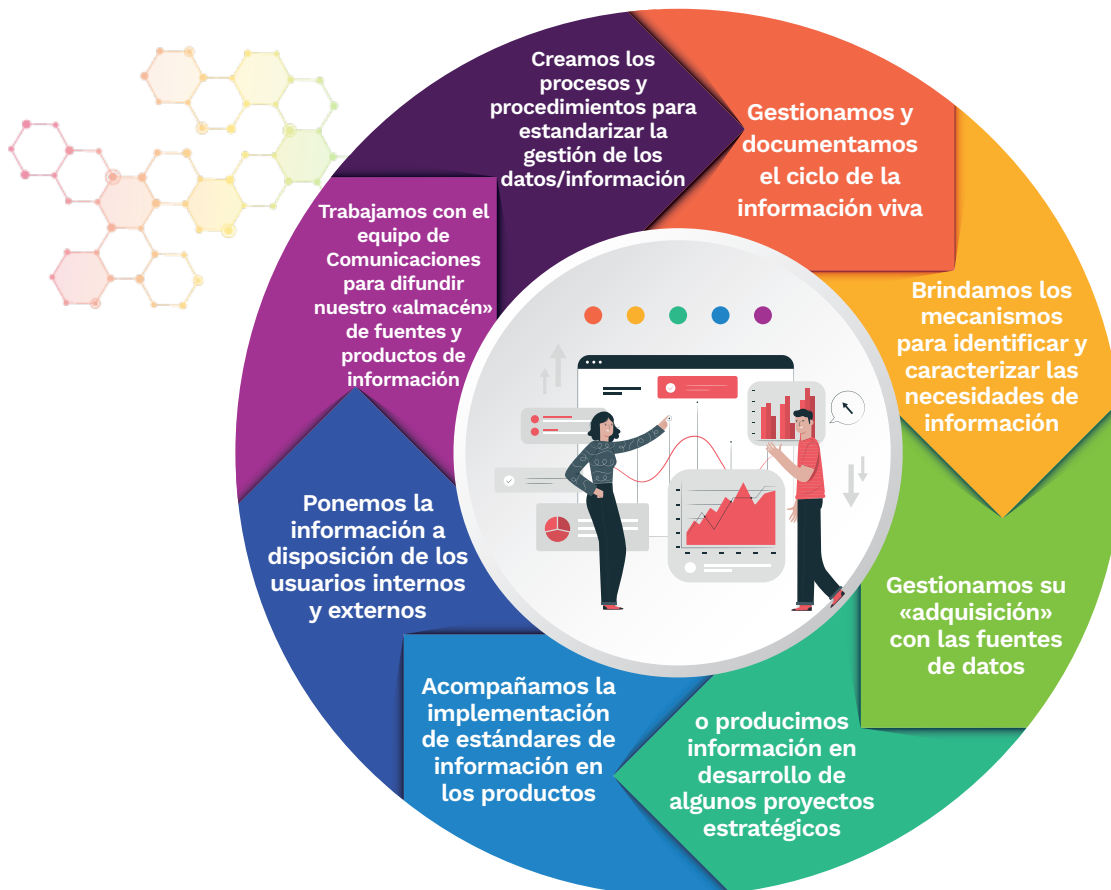 Creamos los
procesos y
procedimientos para
estandarizar la
gestión de los
datos/información
Gestionamos y
documentamos
el ciclo de la
información viva
Brindamos los
mecanismos
para identificar y
caracterizar las
necesidades de
información
Gestionamos su
«adquisición»
con las fuentes
de datos
o producimos
información en
desarrollo de
algunos proyectos
estratégicos
Acompañamos la
implementación
de estándares de
información en
los productos
Ponemos la
información a
disposición de los
usuarios internos
y externos
Trabajamos con el
equipo de
Comunicaciones
para difundir
nuestro «almacén»
de fuentes y
productos de
información